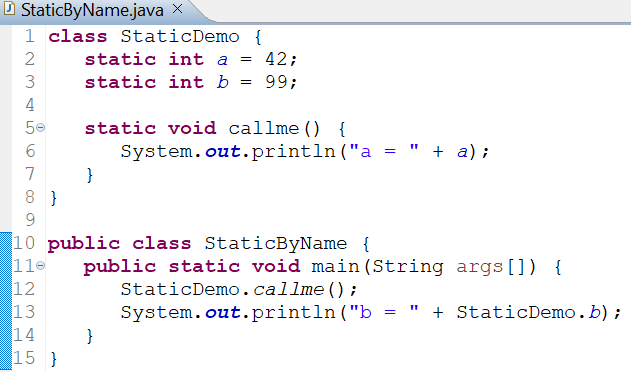 StaticByName.java
1 class StaticDemo {
2    static int a = 42;
3    static int b = 99;
4
5    static void callme() {
6       System.out.println("a = " + a);
7    }
8 }
9
10 public class StaticByName {
11    public static void main(String args[]) {
12       StaticDemo.callme();
13       System.out.println("b = " + StaticDemo.b);
14    }
15 }